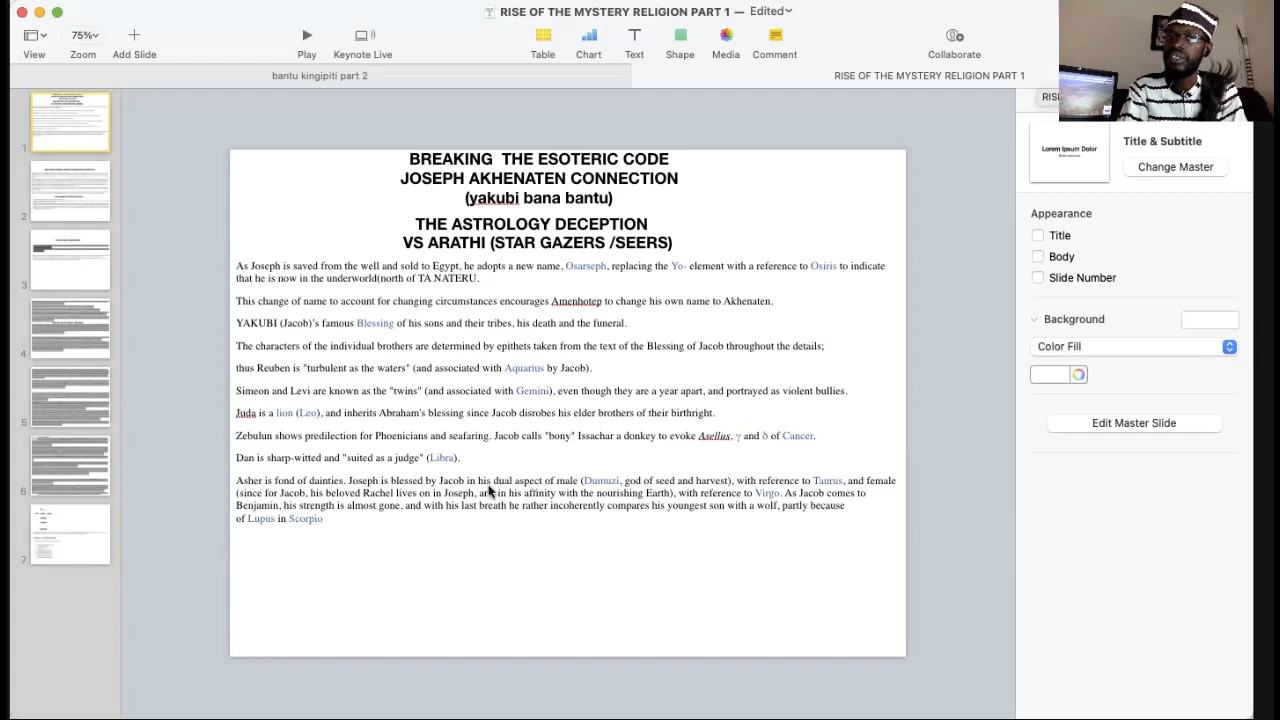 RISE OF THE MYSTERY RELIGION PART 1 — Edited
View
75%
Zoom
Add Slide
Play
Keynote Live
Table
Chart
Text
Shape
Media
Comment
Collaborate
bantu kingipiti part 2
RISE OF THE MYSTERY RELIGION PART 1
RIS
1
2
3
4
5
6
7
BREAKING THE ESOTERIC CODE
JOSEPH AKHENATEN CONNECTION
(yakubi bana bantu)
THE ASTROLOGY DECEPTION
VS ARATHI (STAR GAZERS /SEERS)
As Joseph is saved from the well and sold to Egypt, he adopts a new name, Osarseph, replacing the Yo- element with a reference to Osiris to indicate
that he is now in the underworld(north of TA NATERU.
This change of name to account for changing circumstances encourages Amenhotep to change his own name to Akhenaten.
YAKUBI (Jacob)'s famous Blessing of his sons and their tribes, his death and the funeral.
The characters of the individual brothers are determined by epithets taken from the text of the Blessing of Jacob throughout the details;
thus Reuben is "turbulent as the waters" (and associated with Aquarius by Jacob).
Simeon and Levi are known as the "twins" (and associated with Gemini), even though they are a year apart, and portrayed as violent bullies.
Juda is a lion (Leo), and inherits Abraham's blessing since Jacob disrobes his elder brothers of their birthright.
Zebulun shows predilection for Phoenicians and seafaring. Jacob calls "bony" Issachar a donkey to evoke Asellus, γ and δ of Cancer.
Dan is sharp-witted and "suited as a judge" (Libra).
Asher is fond of dainties. Joseph is blessed by Jacob in his dual aspect of male (Dumuzi, god of seed and harvest), with reference to Taurus, and female
(since for Jacob, his beloved Rachel lives on in Joseph, and in his affinity with the nourishing Earth), with reference to Virgo. As Jacob comes to
Benjamin, his strength is almost gone, and with his last breath he rather incoherently compares his youngest son with a wolf, partly because
of Lupus in Scorpio
Lorem Ipsum Dolor
Title & Subtitle
Change Master
Appearance
Title
Body
Slide Number
Background
Color Fill
Edit Master Slide